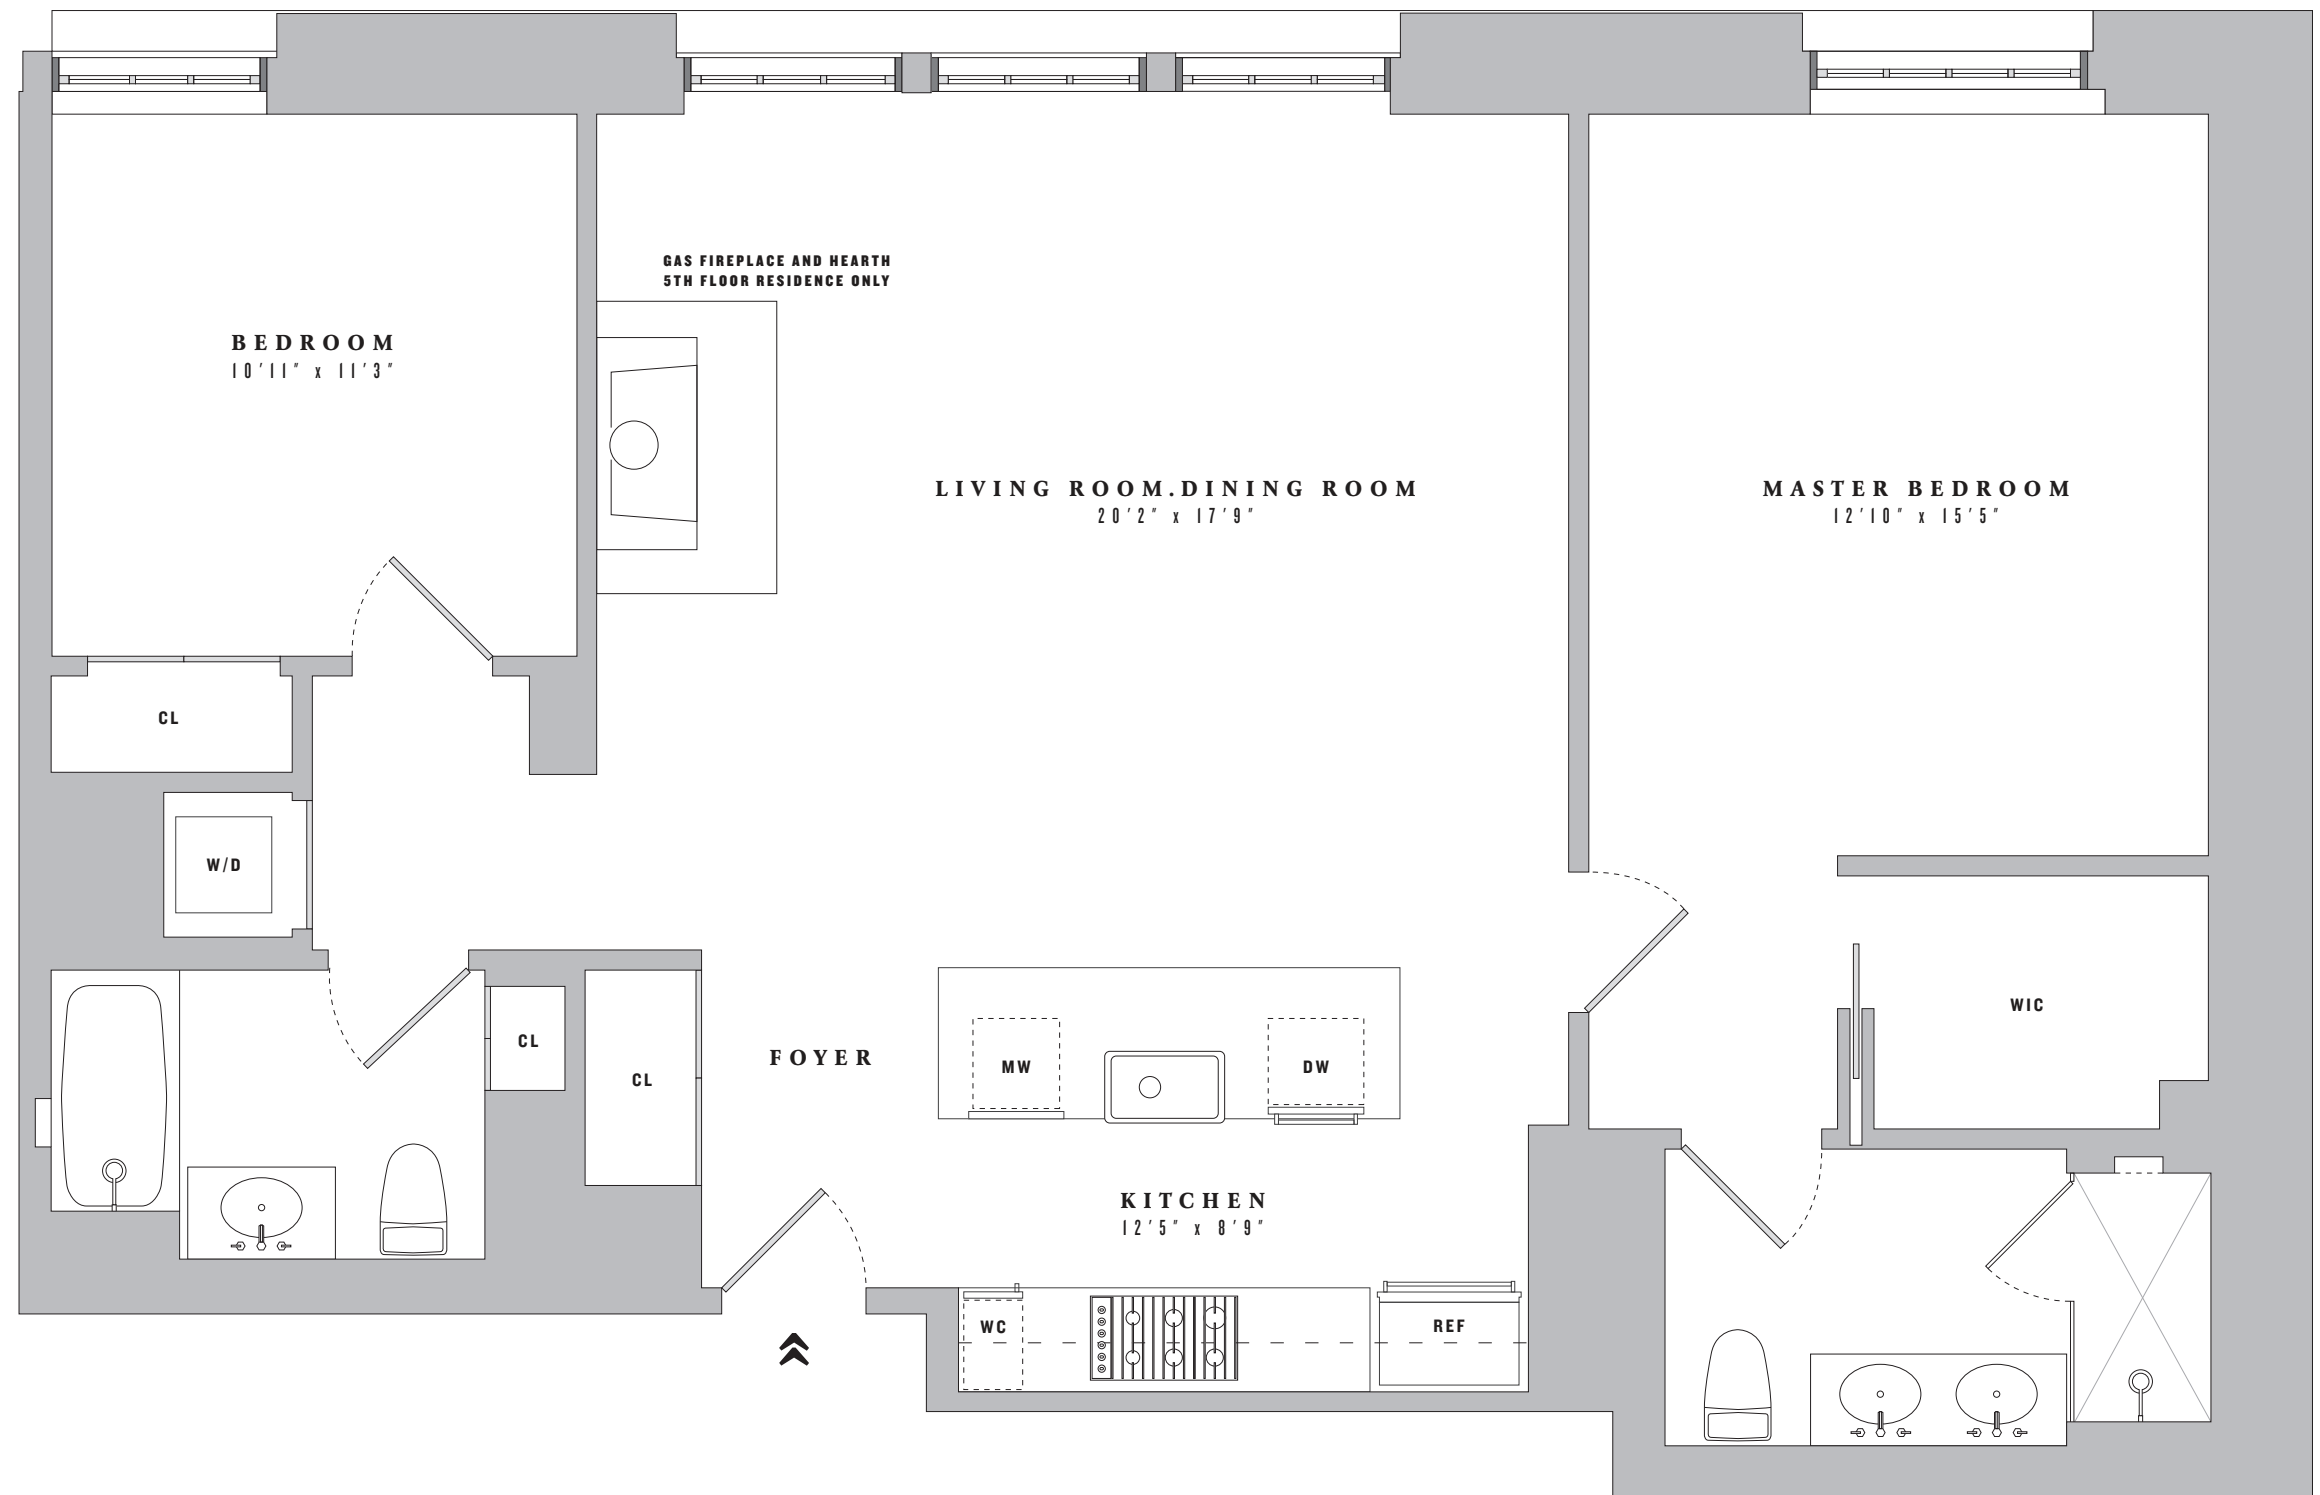 GAS FIREPLACE AND HEARTH
5TH FLOOR RESIDENCE ONLY
BEDROOM
10'11" x 11'3"
LIVING ROOM.DINING ROOM
20'2" x 17'9"
MASTER BEDROOM
12'10" x 15'5"
CL
W/D
CL
CL
FOYER
MW
DW
WIC
KITCHEN
12'5" x 8'9"
WC
REF